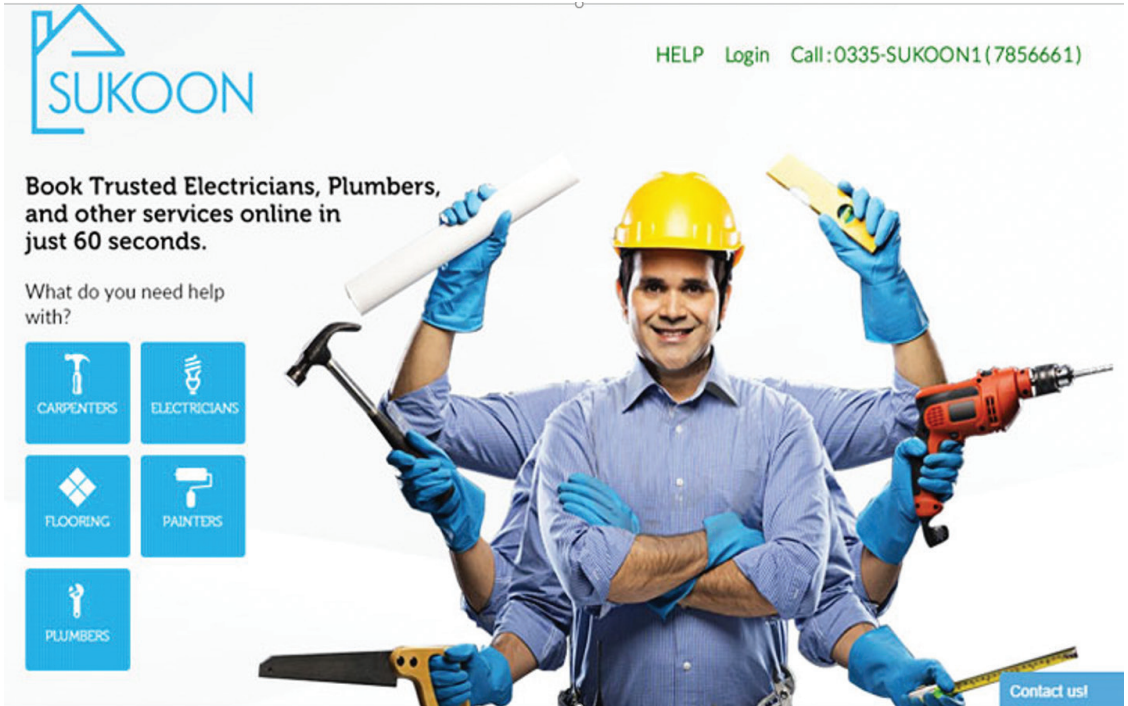 SUKOON
HELP Login Call:0335-SUKOON1(7856661)
Book Trusted Electricians, Plumbers,
and other services online in
just 60 seconds.
What do you need help
with?
CARPENTERS
ELECTRICIANS
FLOORING
PAINTERS
PLUMBERS
Contact us!